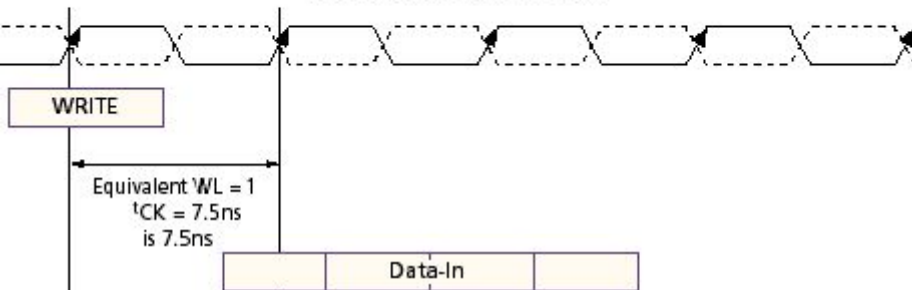 WRITE
Equivalent WL = 1
tCK = 7.5ns
is 7.5ns
Data-In